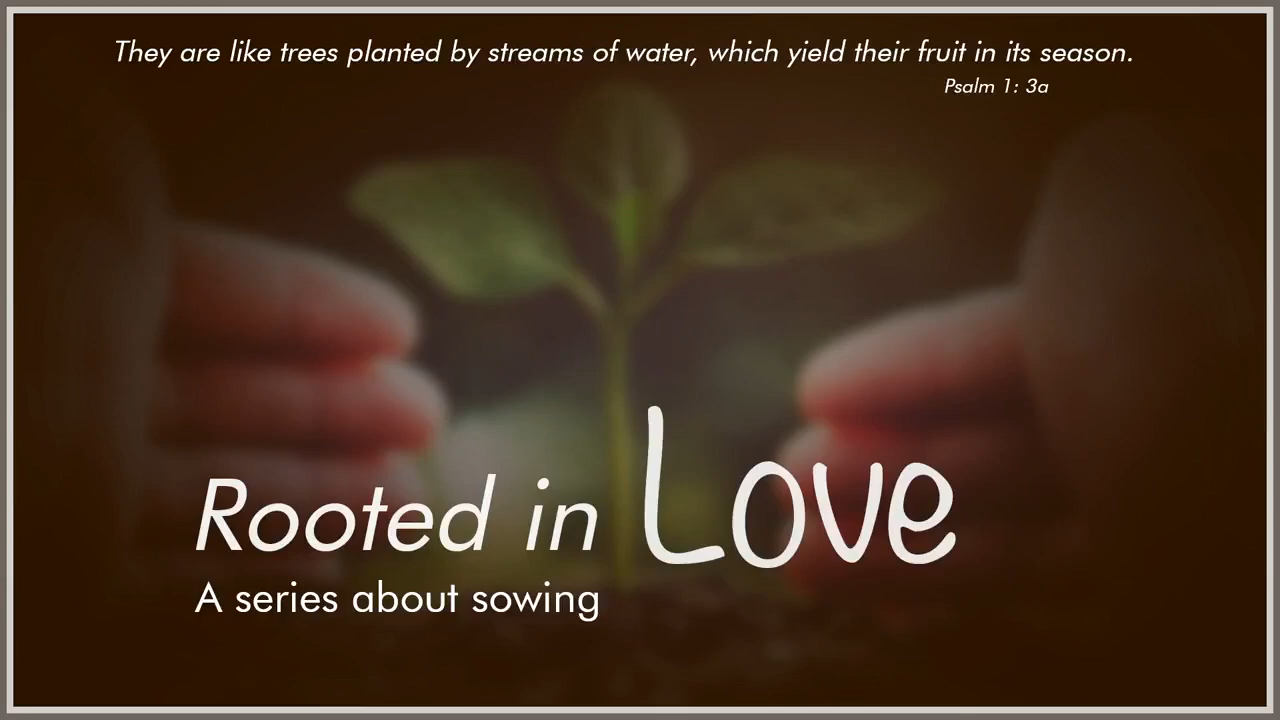 They are like trees planted by streams of water, which yield their fruit in its season.
Psalm 1: 3a
Rooted in Love
A series about sowing